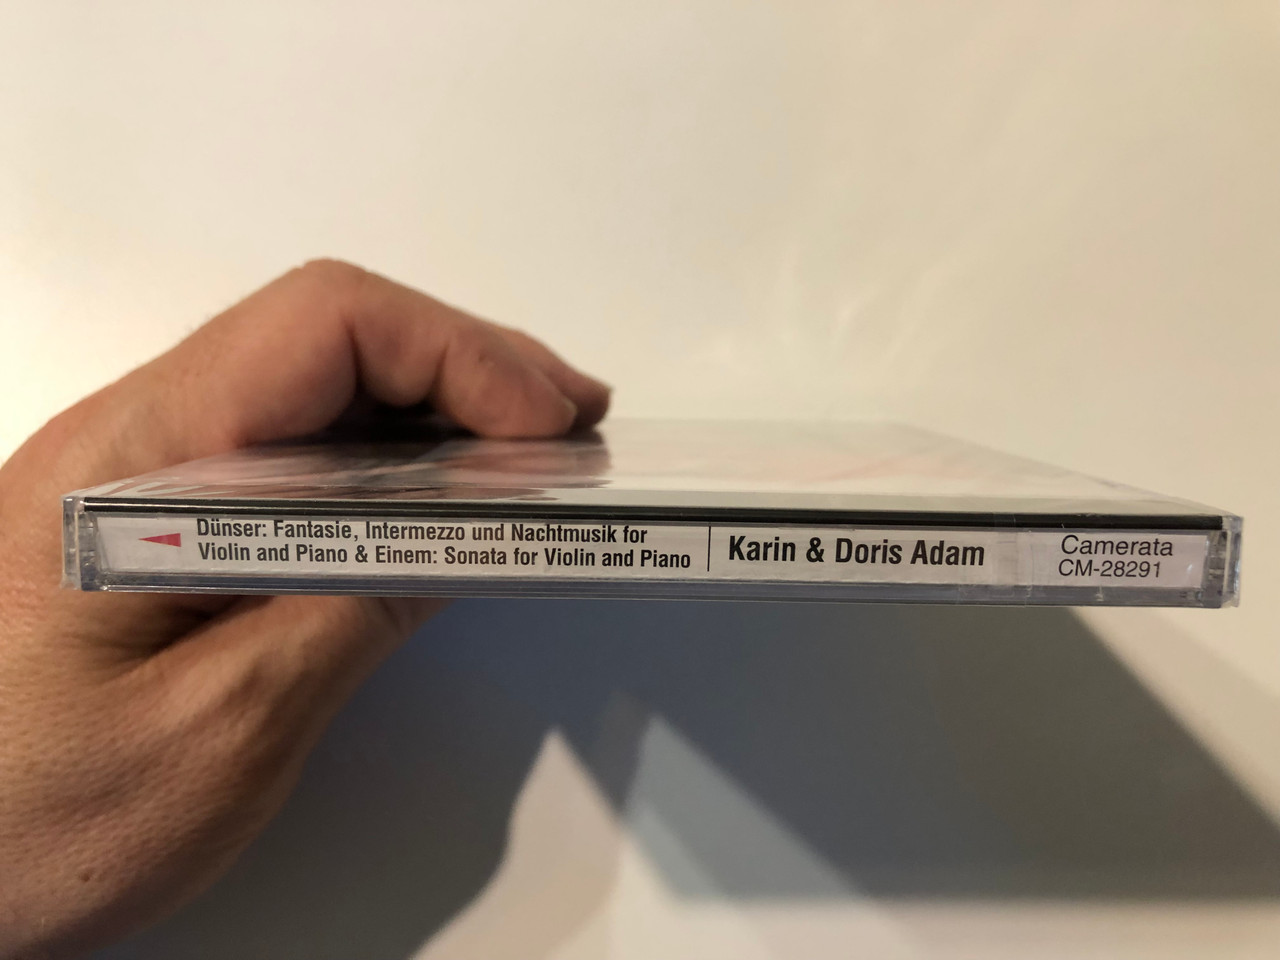 Dünser: Fantasie, Intermezzo und Nachtmusik for
Violin and Piano & Einem: Sonata for Violin and Piano
Karin & Doris Adam
Camerata
CM-28291